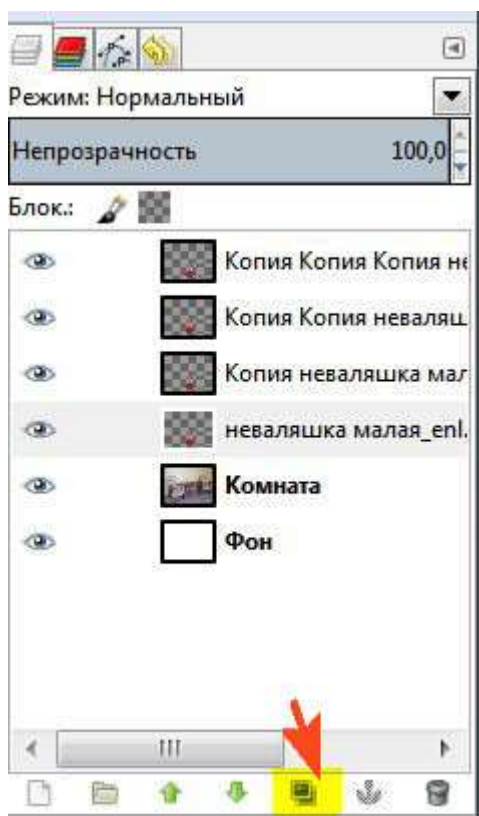 Режим: Нормальный
Непрозрачность 100,0
Блок.:
Копия Копия Копия не
Копия Копия неваляш
Копия неваляшка мал
неваляшка малая_enl.
Комната
Фон